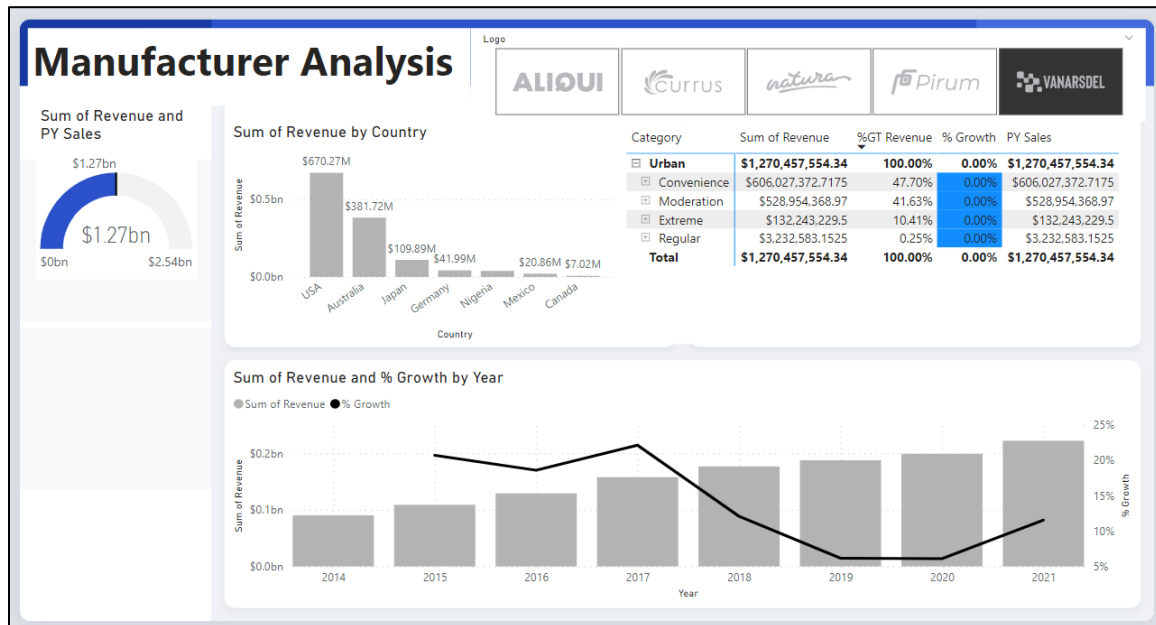 Manufacturer Analysis
Logo
ALIQUI
currus
natura
Pirum
VANARSDEL
Sum of Revenue and
PY Sales
$1.27bn
$1.27bn
$0bn
$2.54bn
Sum of Revenue by Country
Sum of Revenue
$0.5bn
$0.0bn
$670.27M
$381.72M
$109.89M
$41.99M
$20.86M
$7.02M
USA
Australia
Japan
Germany
Nigeria
Mexico
Canada
Country
Category Sum of Revenue %GT Revenue % Growth PY Sales
Urban $1,270,457,554.34 100.00% 0.00% $1,270,457,554.34
Convenience $606,027,372.7175 47.70% 0.00% $606,027,372.7175
Moderation $528,954,368.97 41.63% 0.00% $528,954,368.97
Extreme $132,243,229.5 10.41% 0.00% $132,243,229.5
Regular $3,232,583.1525 0.25% 0.00% $3,232,583.1525
Total $1,270,457,554.34 100.00% 0.00% $1,270,457,554.34
Sum of Revenue and % Growth by Year
Sum of Revenue % Growth
Sum of Revenue
$0.2bn
$0.1bn
$0.0bn
25%
20%
15%
10%
5%
% Growth
2014 2015 2016 2017 2018 2019 2020 2021
Year